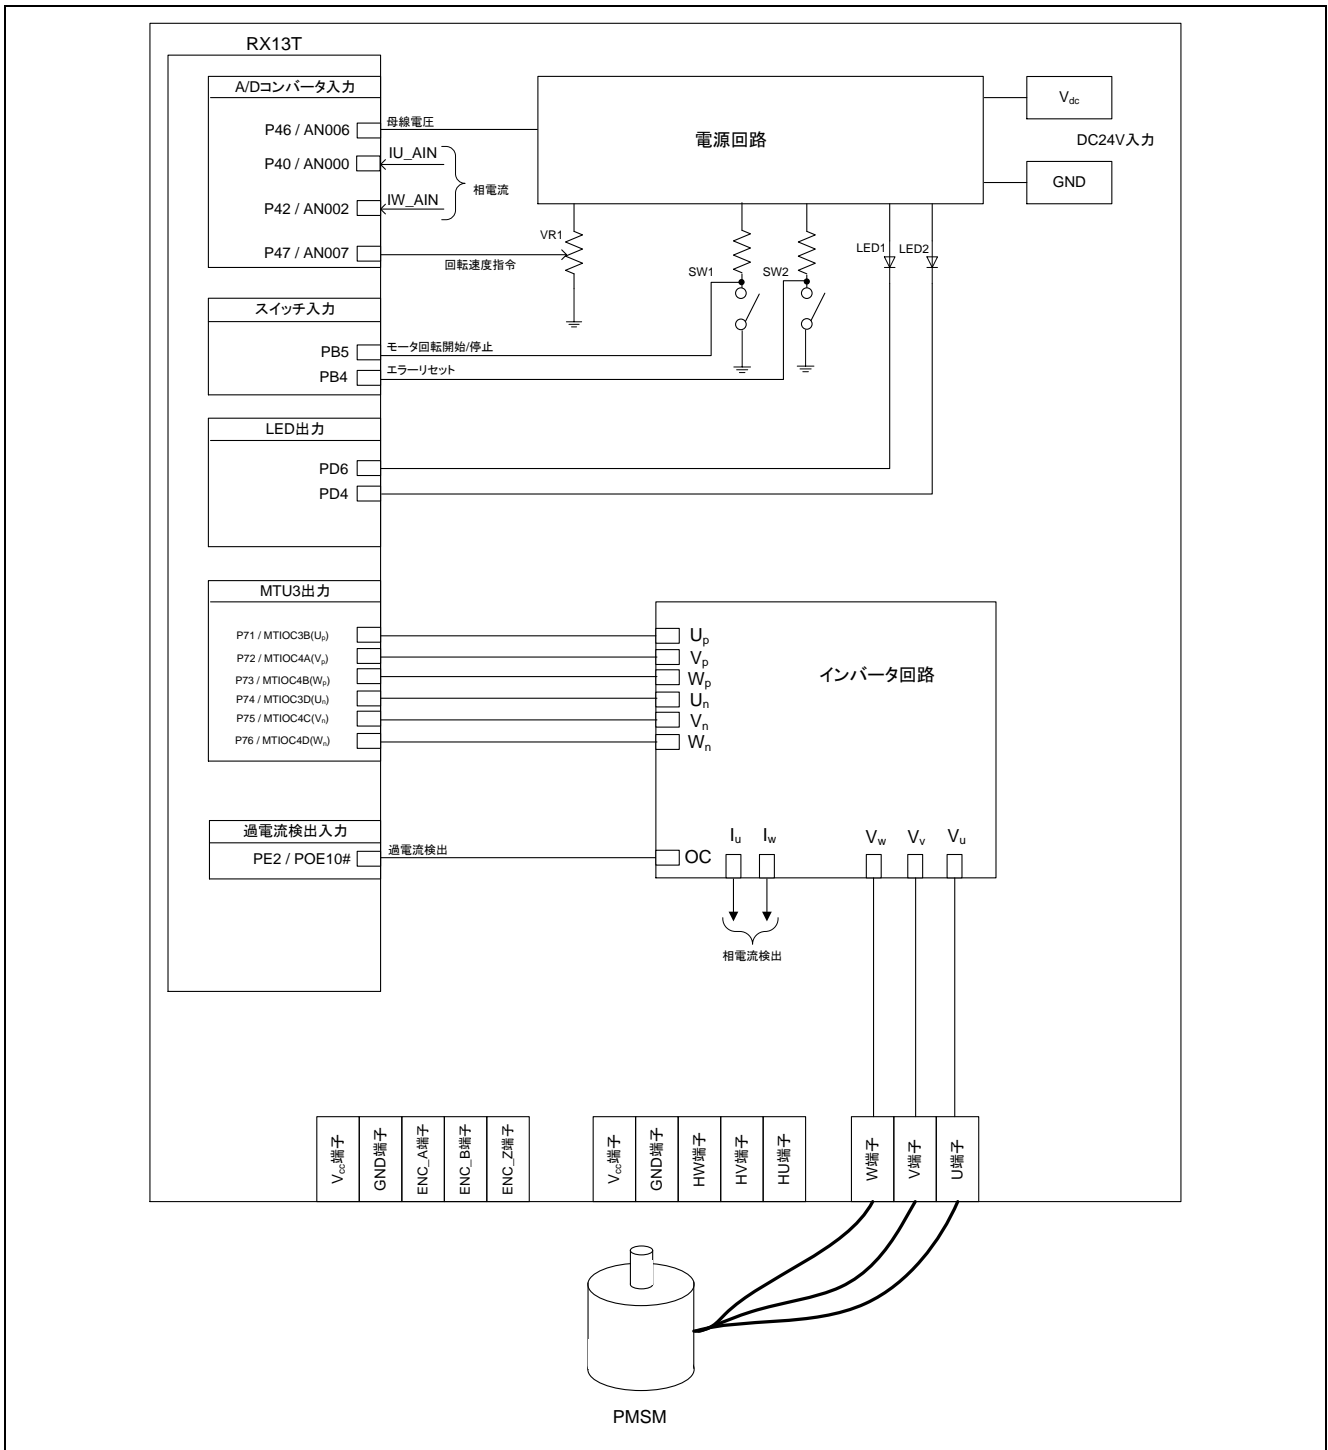 RX13T
A/Dコンバータ入力
P46 / AN006
母線電圧
P40 / AN000
IU_AIN
相電流
P42 / AN002
IW_AIN
P47 / AN007
回転速度指令
電源回路
Vdc
DC24V入力
GND
VR1
SW1
SW2
LED1
LED2
スイッチ入力
PB5
モータ回転開始/停止
PB4
エラーリセット
LED出力
PD6
PD4
MTU3出力
P71 / MTIOC3B(Up)
P72 / MTIOC4A(Vp)
P73 / MTIOC4B(Wp)
P74 / MTIOC3D(Un)
P75 / MTIOC4C(Vn)
P76 / MTIOC4D(Wn)
Up
Vp
Wp
Un
Vn
Wn
インバータ回路
過電流検出入力
PE2 / POE10#
過電流検出
OC
Iu
Iw
Vw
Vv
Vu
相電流検出
Vcc端子
GND端子
ENC_A端子
ENC_B端子
ENC_Z端子
Vcc端子
GND端子
HW端子
HV端子
HU端子
W端子
V端子
U端子
PMSM